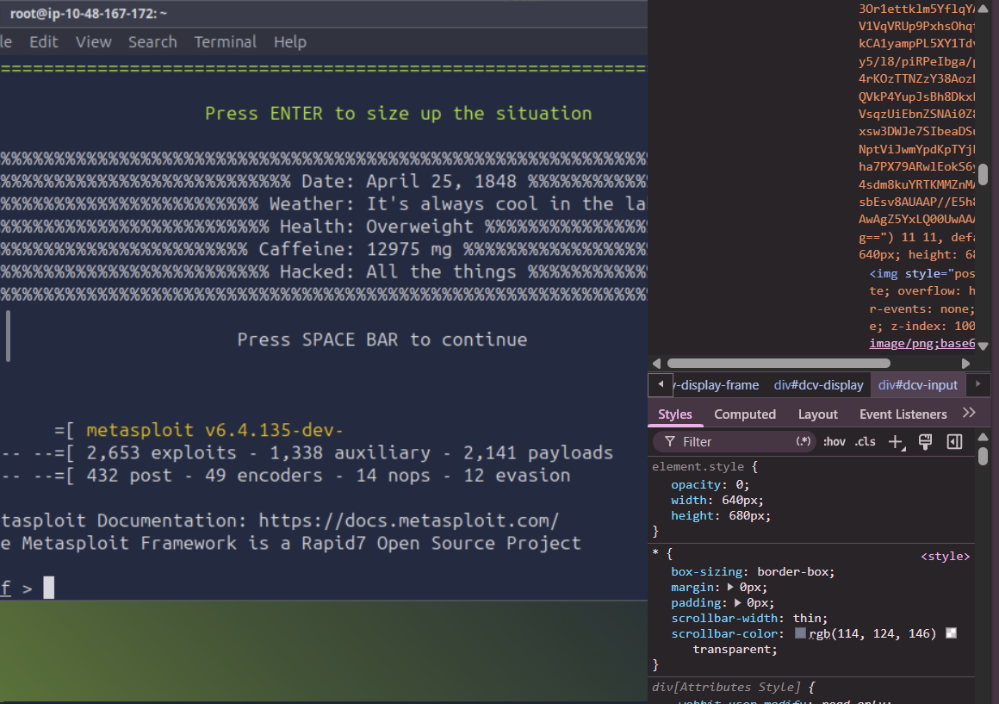 root@ip-10-48-167-172: ~
le Edit View Search Terminal Help
============================================================
Press ENTER to size up the situation
%%%%%%%%%%%%%%%%%%%%%%%%%%%%%%%%%%%%%%%%%%%%%%%%%%%%%%%%%%%%
%%%%%%%%%%%%%%%%%%%%%%%%%%% Date: April 25, 1848 %%%%%%%%%%%
%%%%%%%%%%%%%%%%%%%%%%%% Weather: It's always cool in the la
%%%%%%%%%%%%%%%%%%%%%%%%% Health: Overweight %%%%%%%%%%%%%%%
%%%%%%%%%%%%%%%%%%%%%%% Caffeine: 12975 mg %%%%%%%%%%%%%%%%%
%%%%%%%%%%%%%%%%%%%%%%%%% Hacked: All the things %%%%%%%%%%%
%%%%%%%%%%%%%%%%%%%%%%%%%%%%%%%%%%%%%%%%%%%%%%%%%%%%%%%%%%%%
Press SPACE BAR to continue
=[ metasploit v6.4.135-dev-
-- --=[ 2,653 exploits - 1,338 auxiliary - 2,141 payloads
-- --=[ 432 post - 49 encoders - 14 nops - 12 evasion
tasploit Documentation: https://docs.metasploit.com/
e Metasploit Framework is a Rapid7 Open Source Project
f >
3Or1ettklm5YflqY
V1VqVRUp9PxhsOhq
kCA1yampPL5XY1Td
y5/l8/piRPeIbga/
4rKOzTTNZzY38Aoz
QVkP4YupJsBh8Dkx
VsqzUiEbnZSNAi0Z
xsw3DWJe7SIbeaDS
NptViJwmYpdKpTYj
ha7PX79ARwlEokS6
4sdm8kuYRTKMMZnM
sbEsv8AUAAP//E5h
AwAgZ5YxLQ00UwAA
g==") 11 11, defa
640px; height: 68
<img style="pos
te; overflow: h
r-events: none;
e; z-index: 100
image/png;base6
y-display-frame div#dcv-display div#dcv-input
Styles Computed Layout Event Listeners
Filter (.*) :hov .cls
element.style {
opacity: 0;
width: 640px;
height: 680px;
}
* { <style>
box-sizing: border-box;
margin: 0px;
padding: 0px;
scrollbar-width: thin;
scrollbar-color: rgb(114, 124, 146)
transparent;
}
div[Attributes Style] {
-webkit-user-modify: read-only;